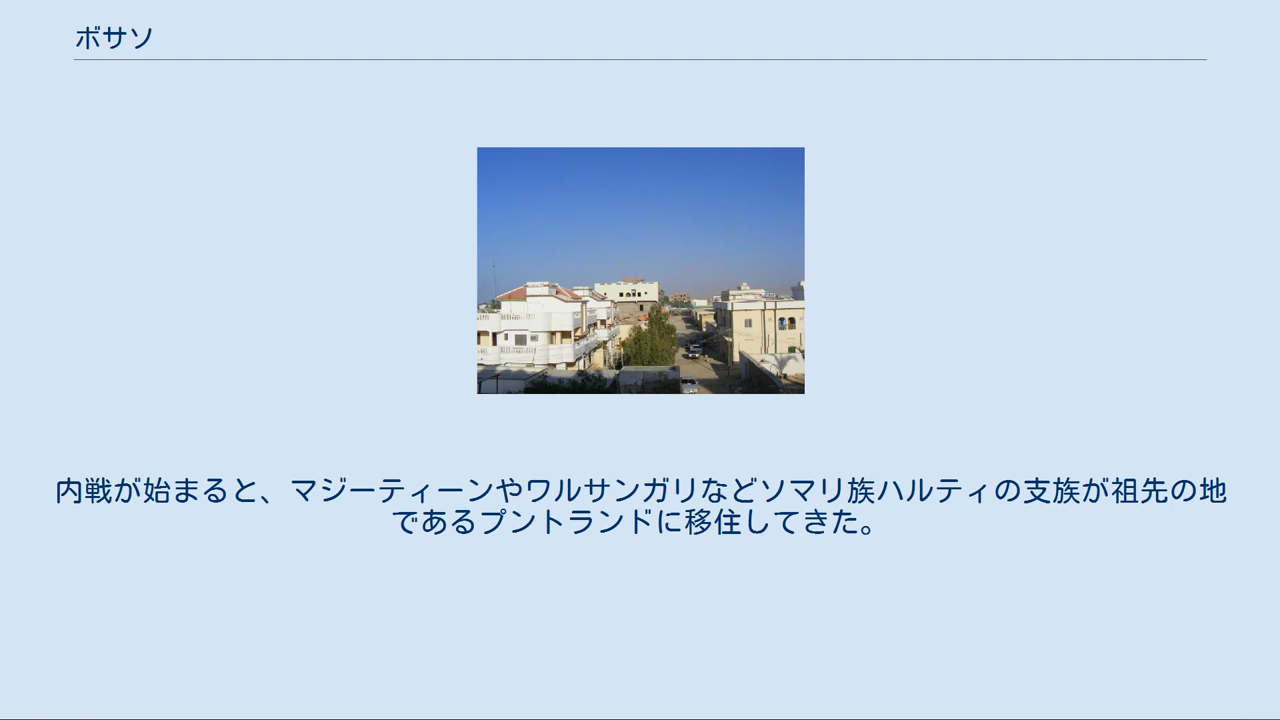 ボサソ
内戦が始まると、マジーティーンやワルサンガリなどソマリ族ハルティの支族が祖先の地
であるプントランドに移住してきた。